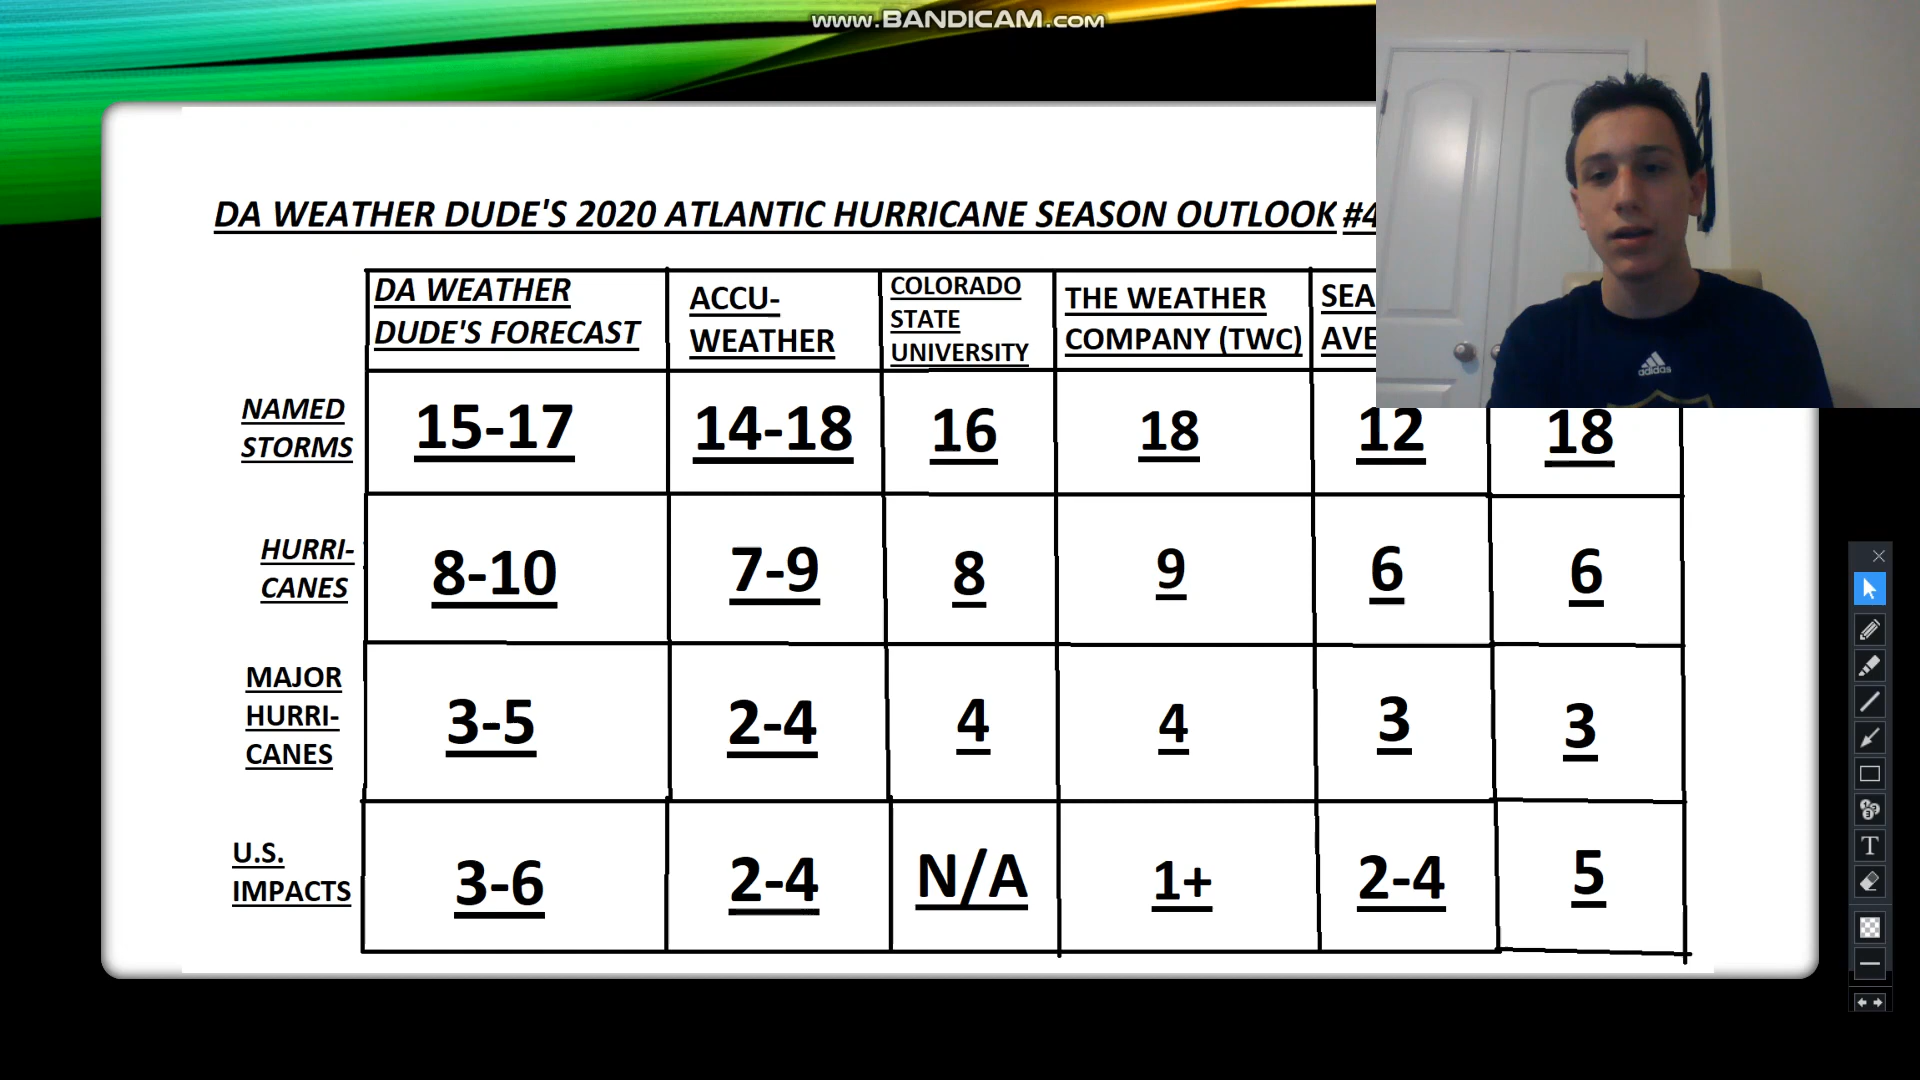 www.BANDICAM.com
DA WEATHER DUDE'S 2020 ATLANTIC HURRICANE SEASON OUTLOOK #4
DA WEATHER
DUDE'S FORECAST
ACCU-
WEATHER
COLORADO
STATE
UNIVERSITY
THE WEATHER
COMPANY (TWC)
SEA
AVE
adidas
NAMED
STORMS
15-17
14-18
16
18
12
18
HURRI-
CANES
8-10
7-9
8
9
6
6
MAJOR
HURRI-
CANES
3-5
2-4
4
4
3
3
U.S.
IMPACTS
3-6
2-4
N/A
1+
2-4
5